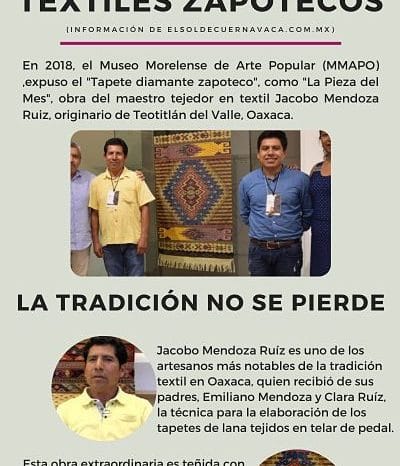 TEXTILES ZAPOTECOS
(INFORMACIÓN DE ELSOLDECUERNAVACA.COM.MX)
En 2018, el Museo Morelense de Arte Popular (MMAPO)
,expuso el "Tapete diamante zapoteco", como "La Pieza del
Mes", obra del maestro tejedor en textil Jacobo Mendoza
Ruiz, originario de Teotitlán del Valle, Oaxaca.
LA TRADICIÓN NO SE PIERDE
Jacobo Mendoza Ruíz es uno de los
artesanos más notables de la tradición
textil en Oaxaca, quien recibió de sus
padres, Emiliano Mendoza y Clara Ruíz,
la técnica para la elaboración de los
tapetes de lana tejidos en telar de pedal.
Esta obra extraordinaria es teñida con